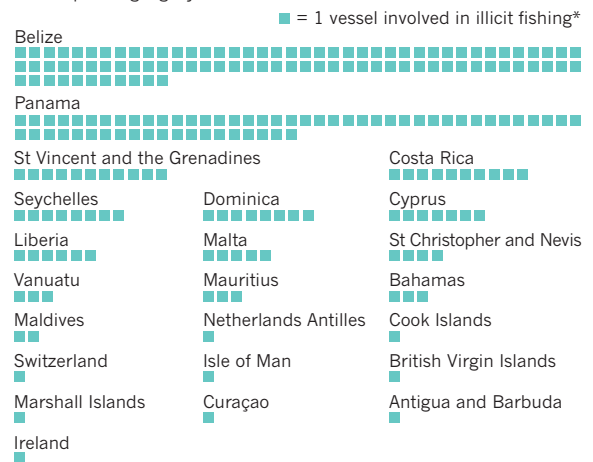 = 1 vessel involved in illicit fishing*
Belize
Panama
St Vincent and the Grenadines
Costa Rica
Seychelles
Dominica
Cyprus
Liberia
Malta
St Christopher and Nevis
Vanuatu
Mauritius
Bahamas
Maldives
Netherlands Antilles
Cook Islands
Switzerland
Isle of Man
British Virgin Islands
Marshall Islands
Curaçao
Antigua and Barbuda
Ireland